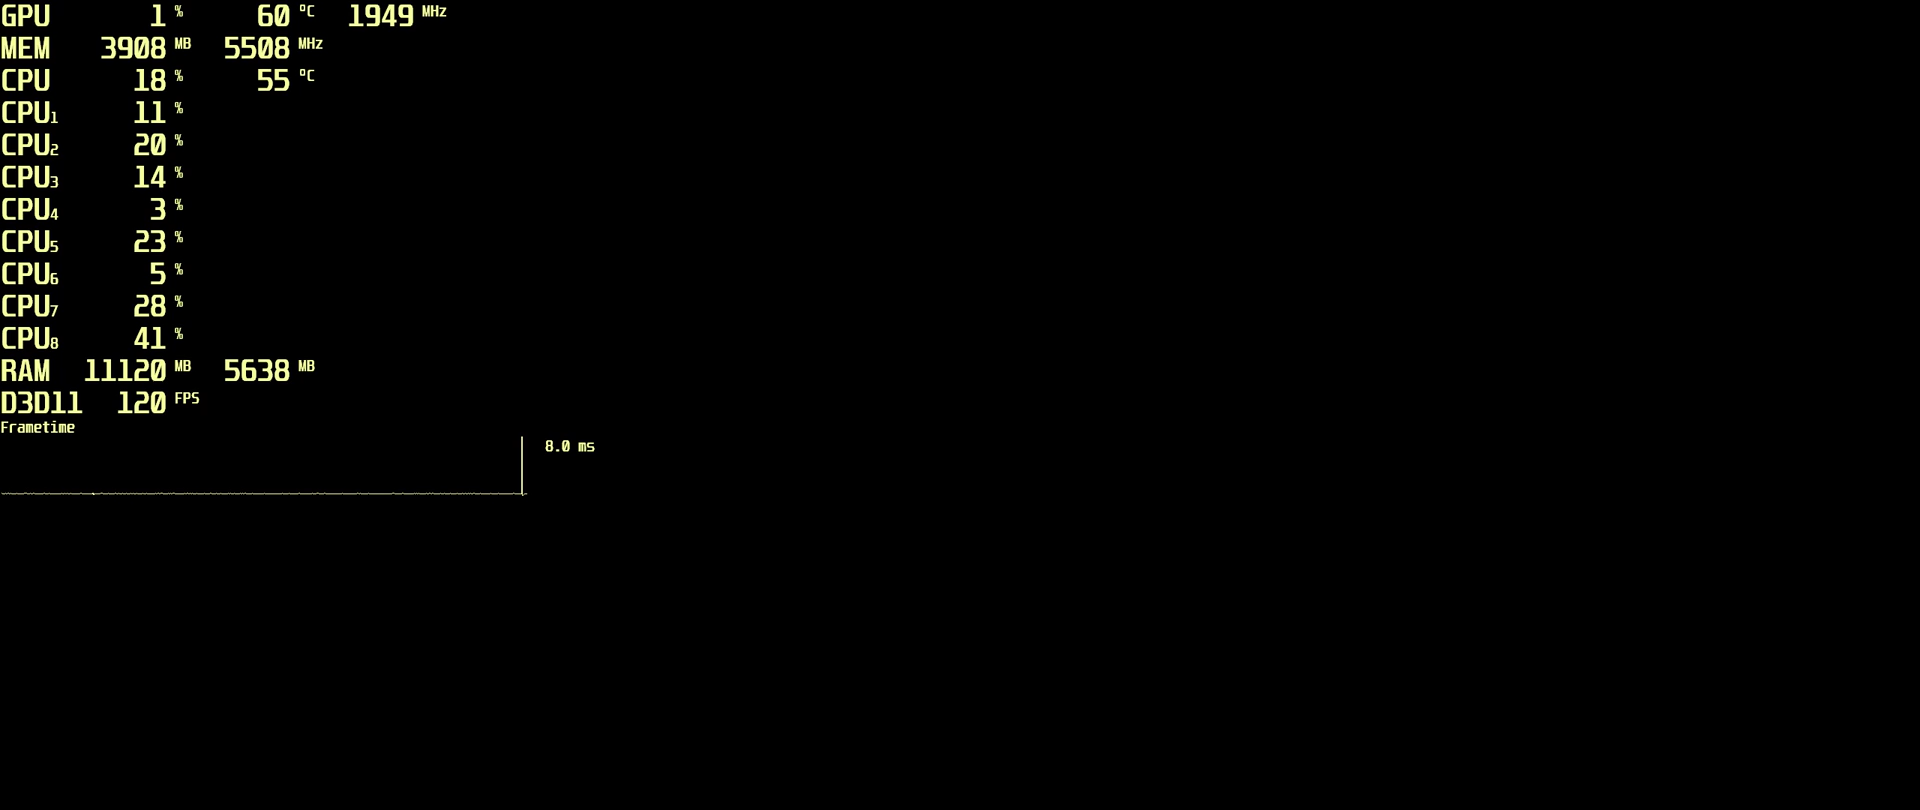 GPU 1 % 60 °C 1949 MHz
MEM 3908 MB 5508 MHz
CPU 18 % 55 °C
CPU1 11 %
CPU2 20 %
CPU3 14 %
CPU4 3 %
CPU5 23 %
CPU6 5 %
CPU7 28 %
CPU8 41 %
RAM 11120 MB 5638 MB
D3D11 120 FPS
Frametime
8.0 ms